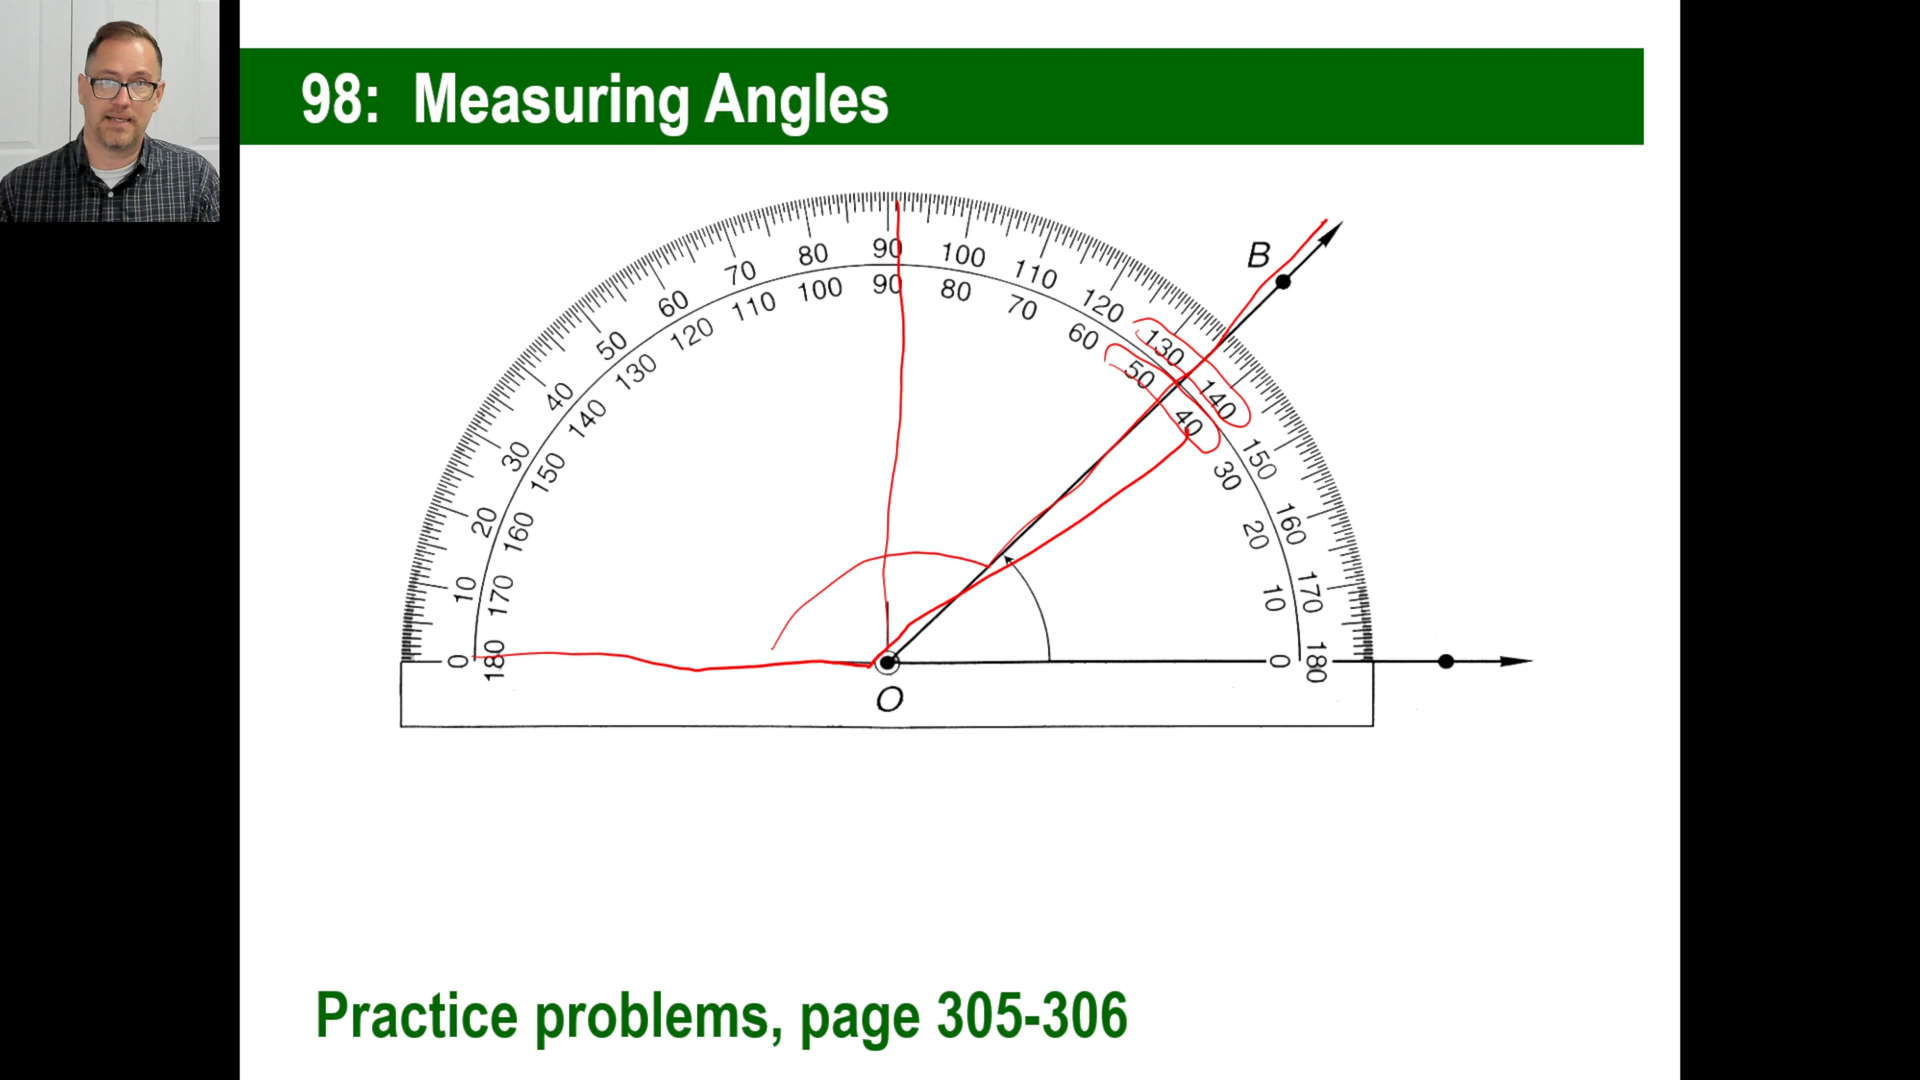 98: Measuring Angles
0 10 20 30 40 50 60 70 80 90 100 110 120 130 140 150 160 170 180
180 170 160 150 140 130 120 110 100 90 80 70 60 50 40 30 20 10 0
B
O
Practice problems, page 305-306